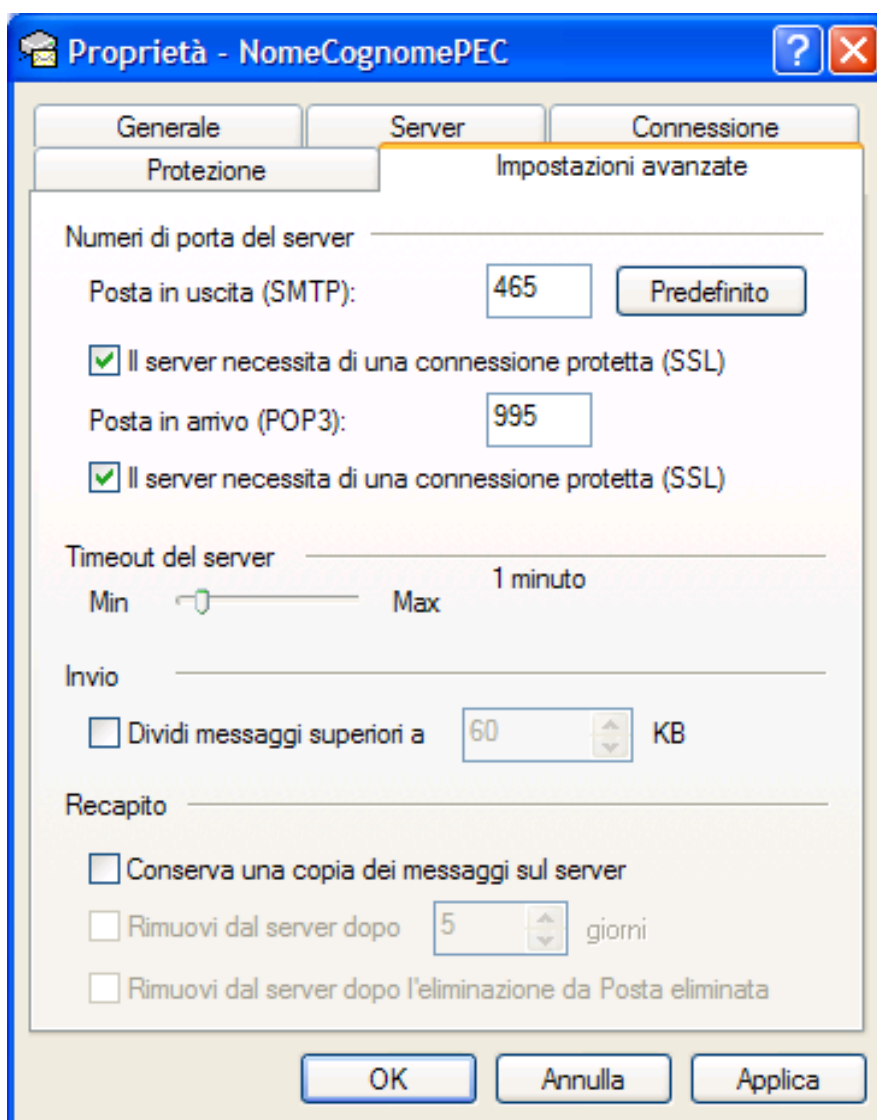 Proprietà - NomeCognomePEC
Generale Server Connessione
Protezione Impostazioni avanzate
Numeri di porta del server
Posta in uscita (SMTP): 465 Predefinito
Il server necessita di una connessione protetta (SSL)
Posta in arrivo (POP3): 995
Il server necessita di una connessione protetta (SSL)
Timeout del server
Min Max 1 minuto
Invio
Dividi messaggi superiori a 60 KB
Recapito
Conserva una copia dei messaggi sul server
Rimuovi dal server dopo 5 giorni
Rimuovi dal server dopo l'eliminazione da Posta eliminata
OK Annulla Applica